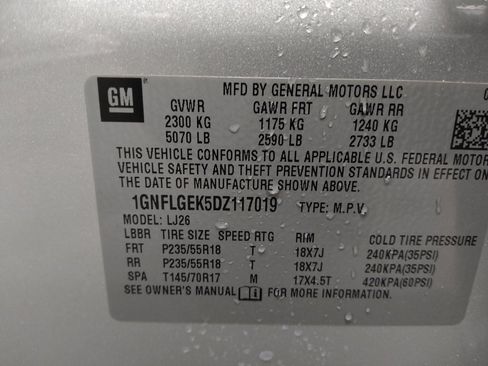 GM
MFD BY GENERAL MOTORS LLC
GVWR GAWR FRT GAWR RR
2300 KG 1175 KG 1240 KG
5070 LB 2590 LB 2733 LB
THIS VEHICLE CONFORMS TO ALL APPLICABLE U.S. FEDERAL MOTOR
VEHICLE SAFETY AND THEFT PREVENTION STANDARDS IN EFFECT ON
THE DATE OF MANUFACTURE SHOWN ABOVE.
1GNFLGEK5DZ117019 TYPE: M.P.V.
MODEL: LJ26
LBBR TIRE SIZE SPEED RTG RIM COLD TIRE PRESSURE
FRT P235/55R18 T 18X7J 240KPA(35PSI)
RR P235/55R18 T 18X7J 240KPA(35PSI)
SPA T145/70R17 M 17X4.5T 420KPA(60PSI)
SEE OWNER'S MANUAL FOR MORE INFORMATION.